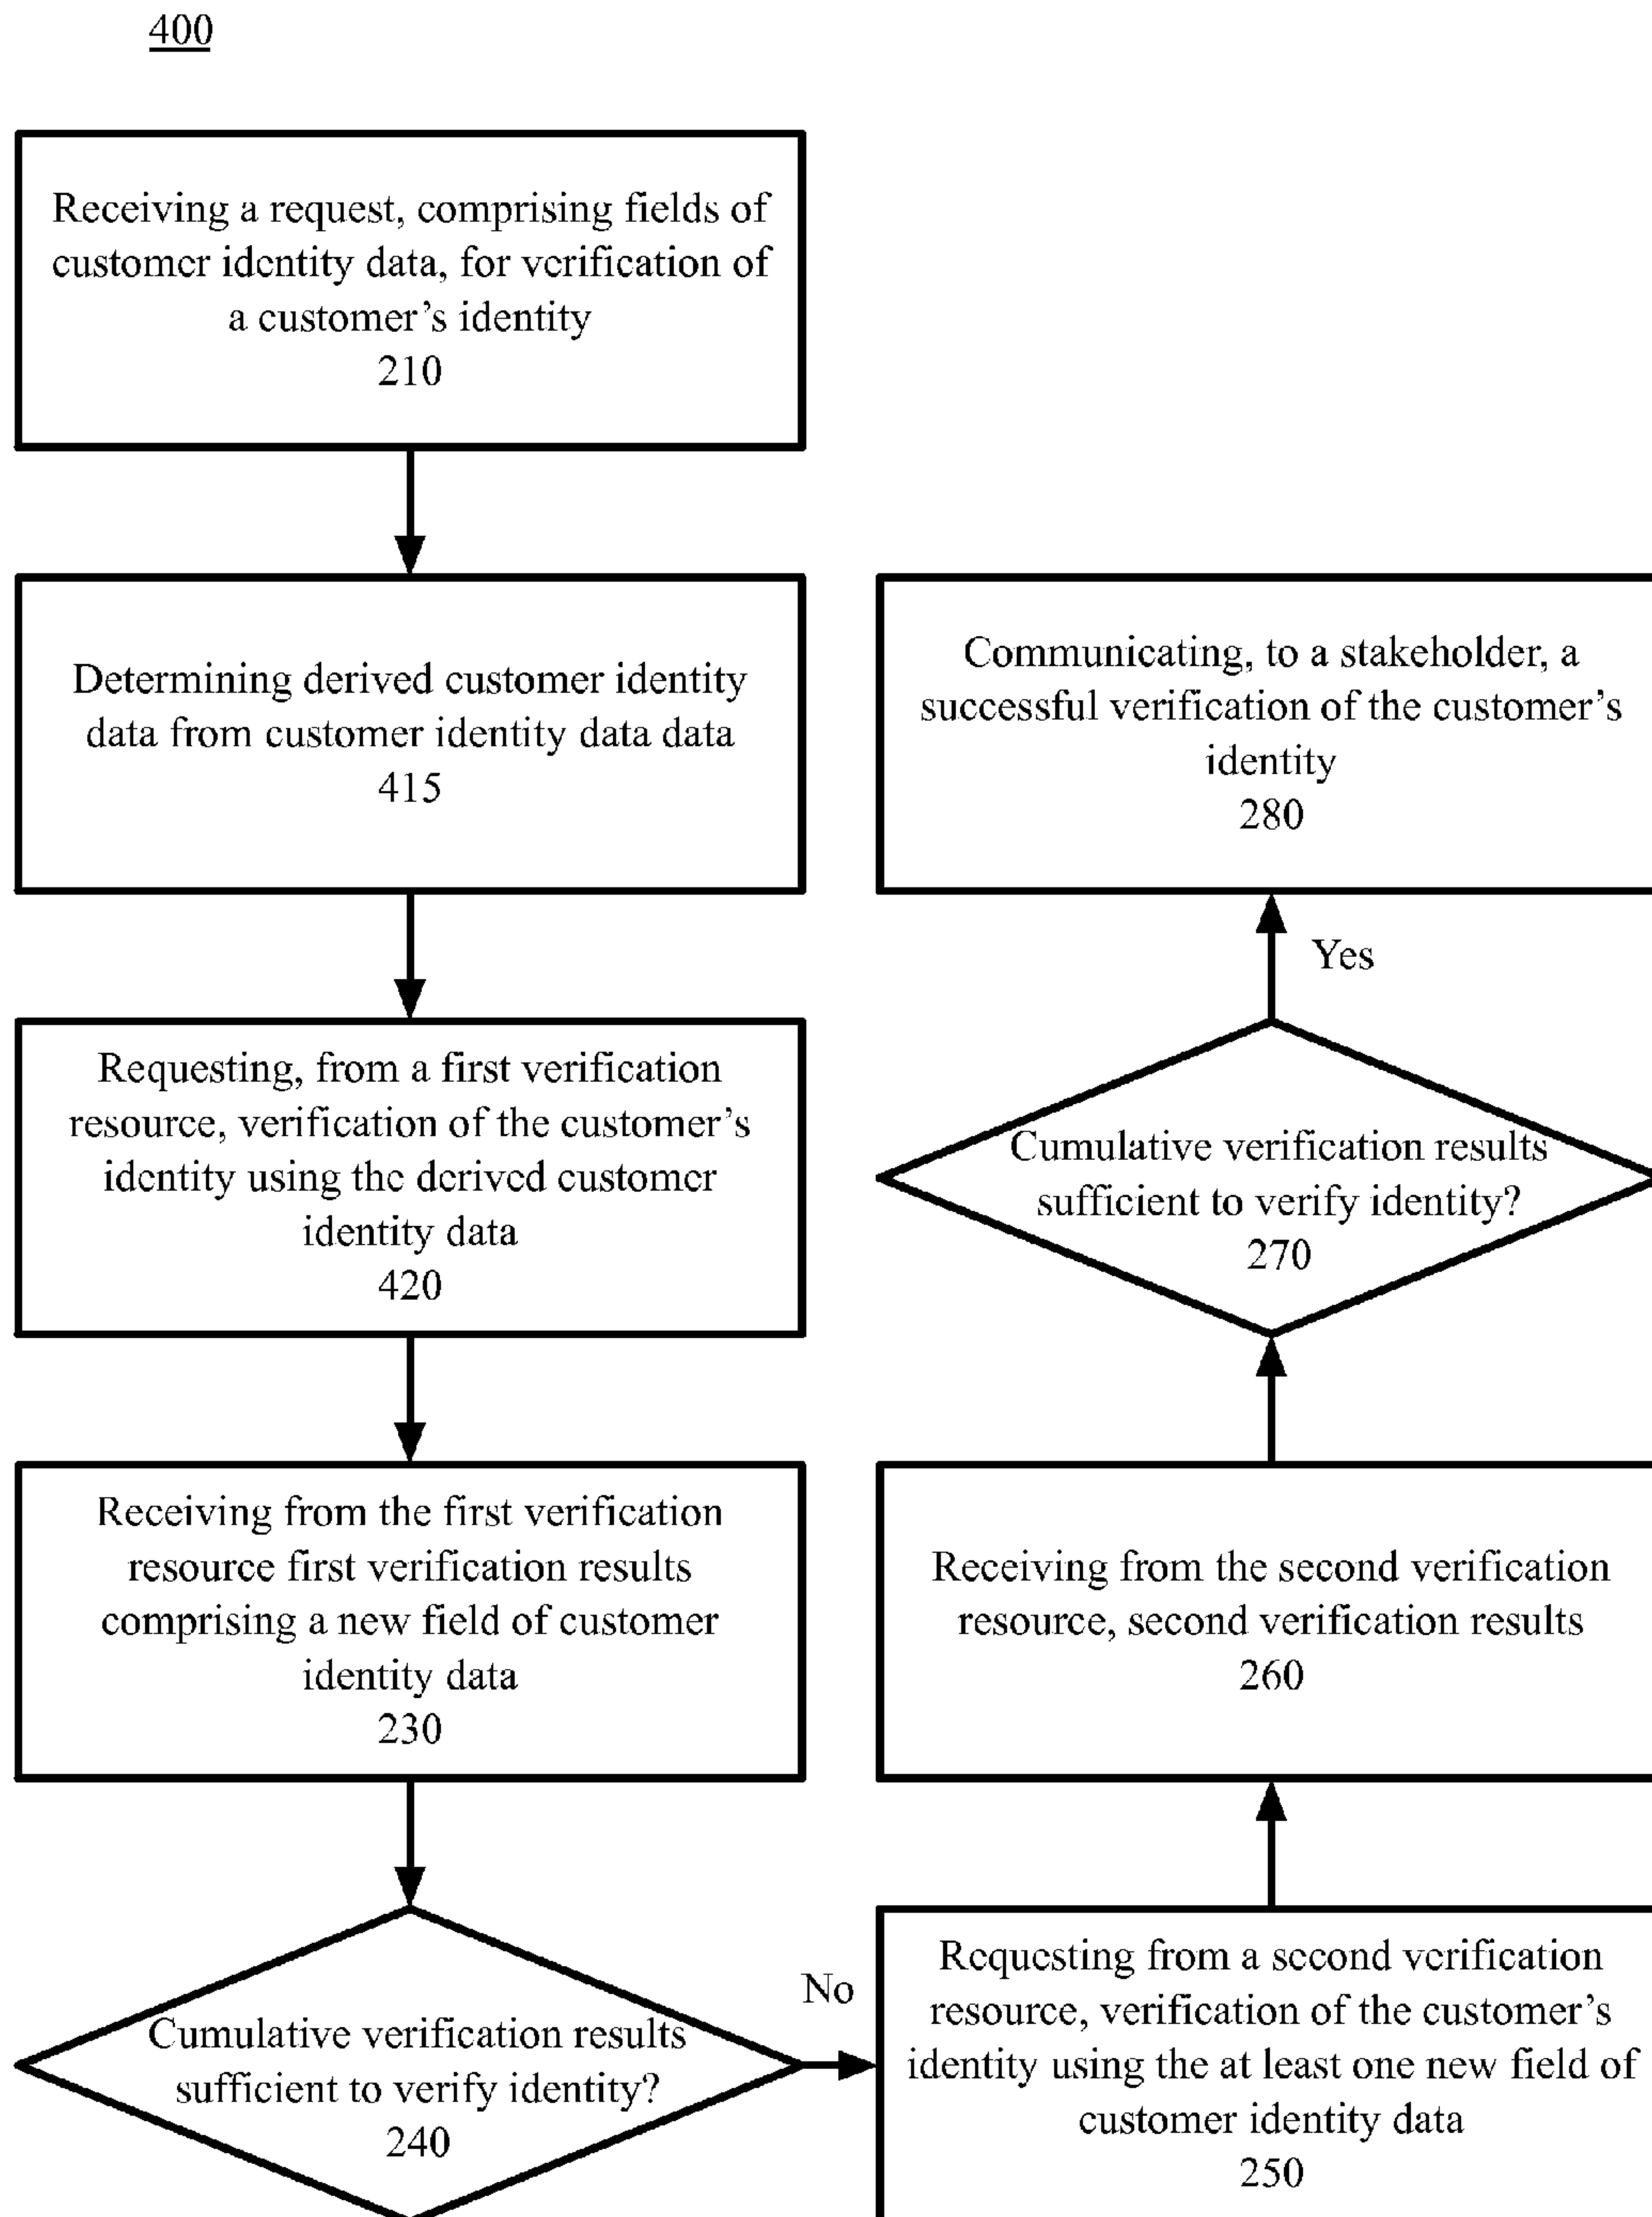 400
Receiving a request, comprising fields of
customer identity data, for verification of
a customer's identity
210
Determining derived customer identity
data from customer identity data data
415
Requesting, from a first verification
resource, verification of the customer's
identity using the derived customer
identity data
420
Receiving from the first verification
resource first verification results
comprising a new field of customer
identity data
230
Cumulative verification results
sufficient to verify identity?
240
No
Requesting from a second verification
resource, verification of the customer's
identity using the at least one new field of
customer identity data
250
Receiving from the second verification
resource, second verification results
260
Cumulative verification results
sufficient to verify identity?
270
Yes
Communicating, to a stakeholder, a
successful verification of the customer's
identity
280